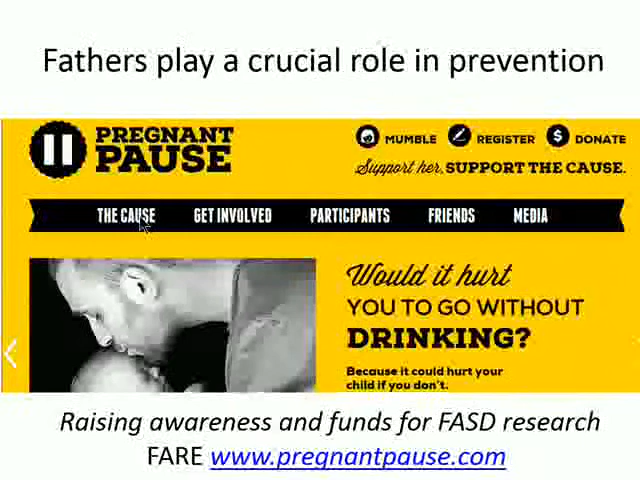 Fathers play a crucial role in prevention
PREGNANT
PAUSE
MUMBLE REGISTER DONATE
Support her. SUPPORT THE CAUSE.
THE CAUSE GET INVOLVED PARTICIPANTS FRIENDS MEDIA
Would it hurt
YOU TO GO WITHOUT
DRINKING?
Because it could hurt your
child if you don't.
Raising awareness and funds for FASD research
FARE www.pregnantpause.com